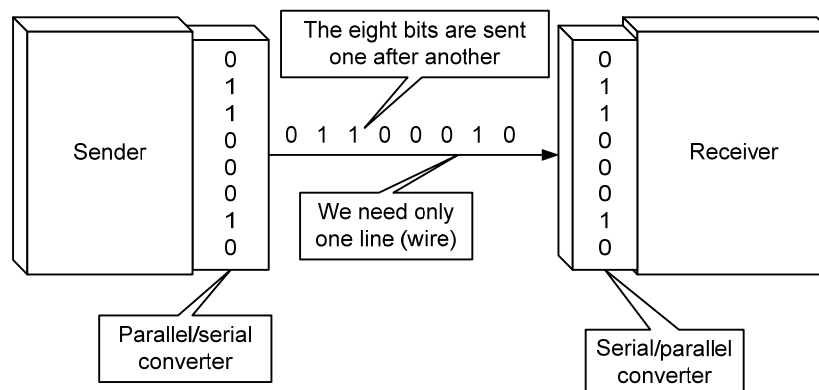 The eight bits are sent
one after another
Sender
0
1
1
0
0
0
1
0
0 1 1 0 0 0 1 0
We need only
one line (wire)
0
1
1
0
0
0
1
0
Receiver
Parallel/serial
converter
Serial/parallel
converter